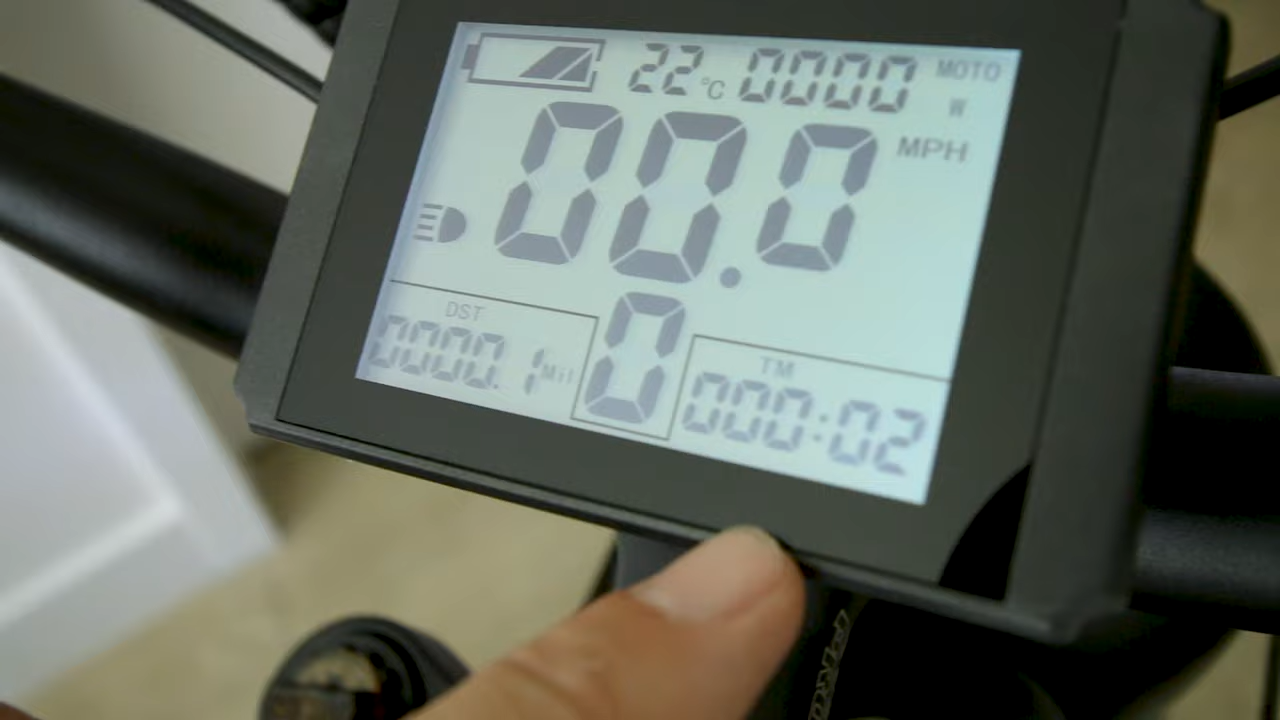 22 °C 0000 MOTO
W
00.0 MPH
DST
0000.1 Mil
0
TM
000:02